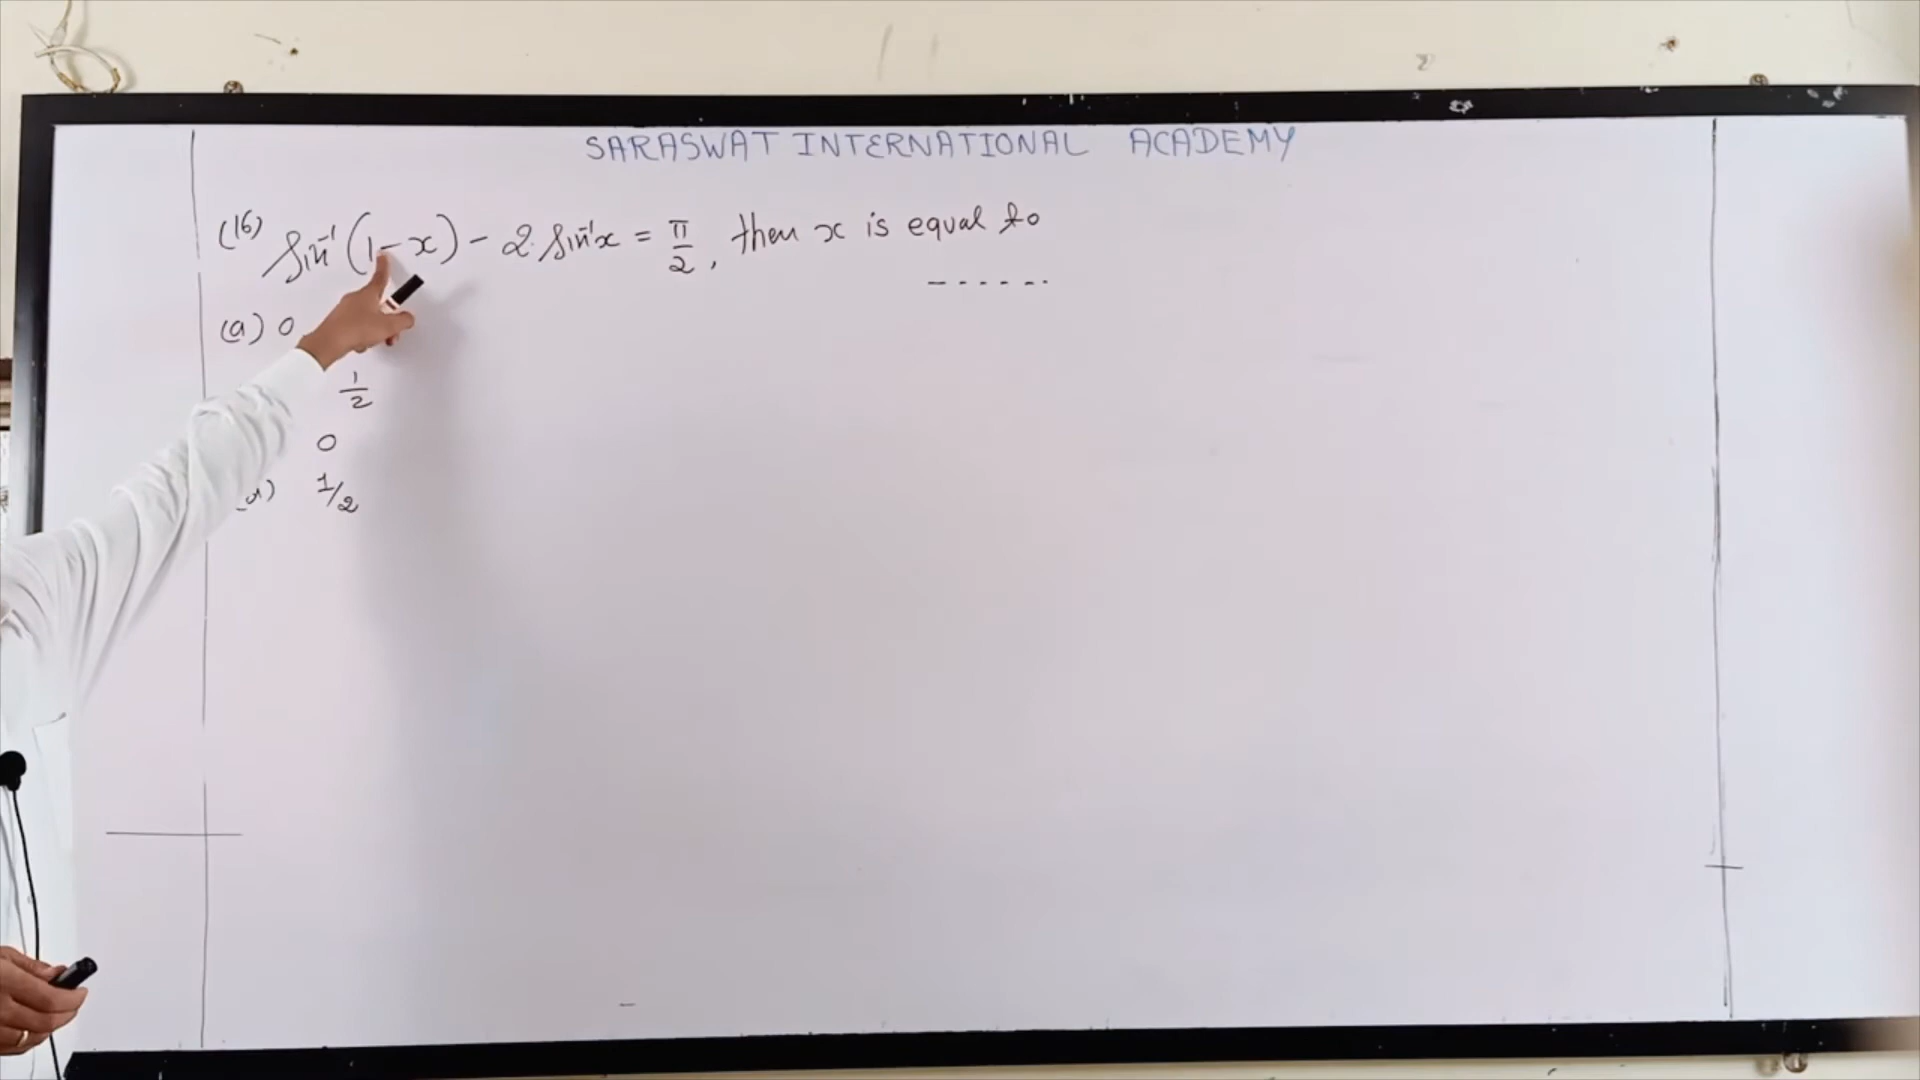 SARASWAT INTERNATIONAL ACADEMY
(16) sin⁻¹(1-x) - 2 sin⁻¹x = π/2, then x is equal to
------
(a) 0
1/2
0
1/2